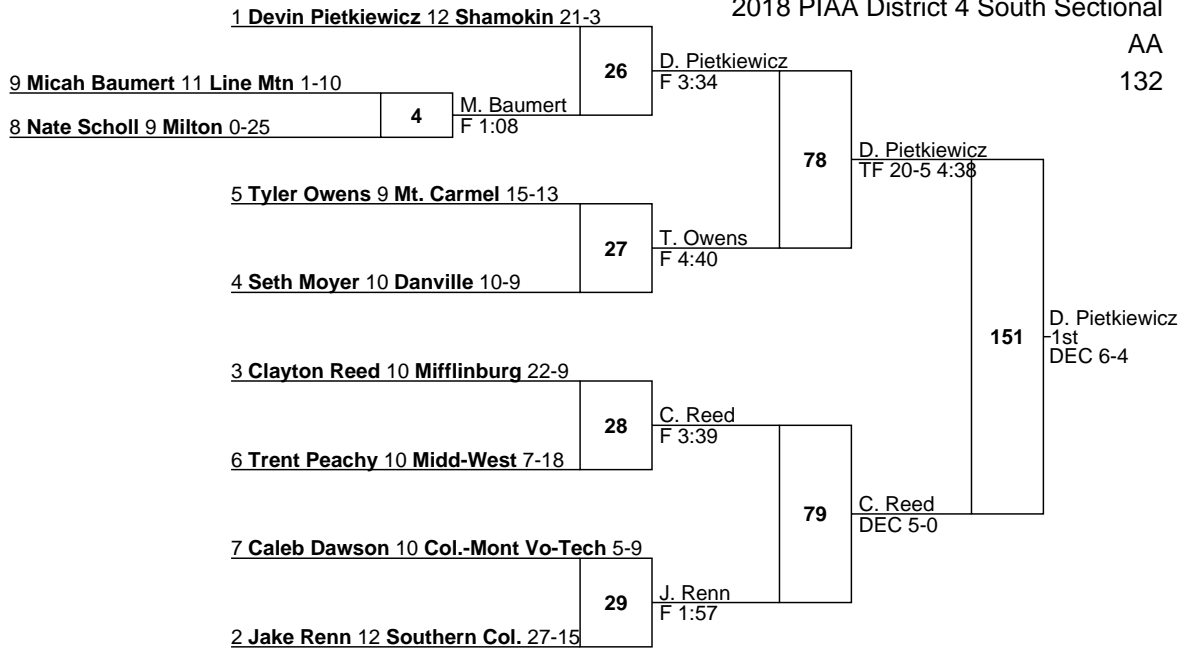 2018 PIAA District 4 South Sectional
AA
132
1 Devin Pietkiewicz 12 Shamokin 21-3
26
D. Pietkiewicz
F 3:34
9 Micah Baumert 11 Line Mtn 1-10
4
M. Baumert
F 1:08
8 Nate Scholl 9 Milton 0-25
78
D. Pietkiewicz
TF 20-5 4:38
5 Tyler Owens 9 Mt. Carmel 15-13
27
T. Owens
F 4:40
4 Seth Moyer 10 Danville 10-9
151
D. Pietkiewicz
1st
DEC 6-4
3 Clayton Reed 10 Mifflinburg 22-9
28
C. Reed
F 3:39
6 Trent Peachy 10 Midd-West 7-18
79
C. Reed
DEC 5-0
7 Caleb Dawson 10 Col.-Mont Vo-Tech 5-9
29
J. Renn
F 1:57
2 Jake Renn 12 Southern Col. 27-15